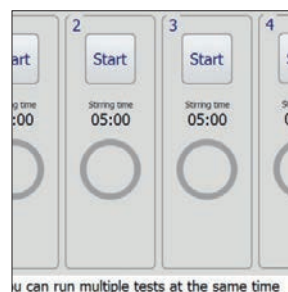 2 3 4
art Start Start
Stirring time Stirring time
:00 05:00 05:00
ou can run multiple tests at the same time